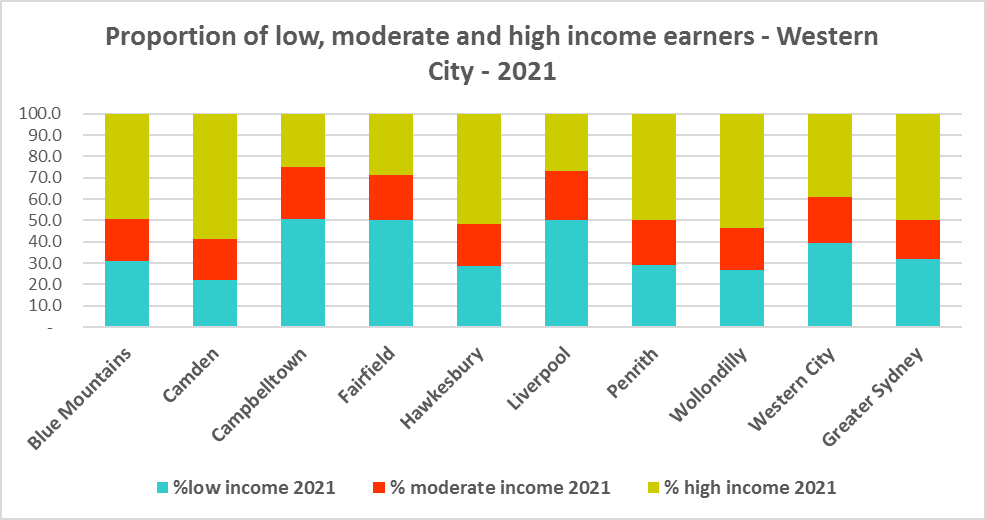 Proportion of low, moderate and high income earners - Western
City - 2021
100.0
90.0
80.0
70.0
60.0
50.0
40.0
30.0
20.0
10.0
-
Blue Mountains
Camden
Campbelltown
Fairfield
Hawkesbury
Liverpool
Penrith
Wollondilly
Western City
Greater Sydney
%low income 2021
% moderate income 2021
% high income 2021